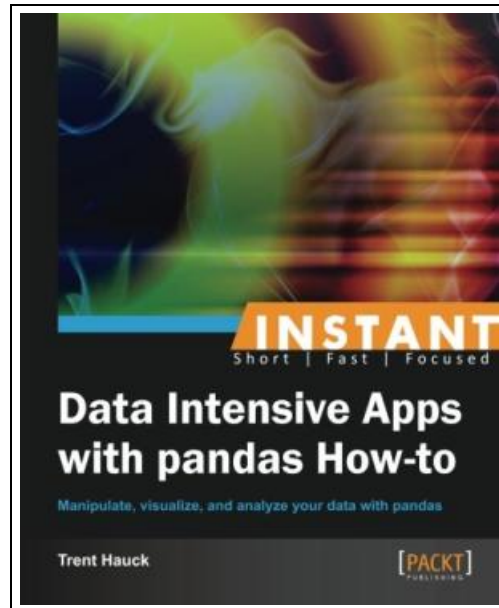 INSTANT
Short | Fast | Focused
Data Intensive Apps
with pandas How-to
Manipulate, visualize, and analyze your data with pandas
Trent Hauck
[PACKT]
PUBLISHING